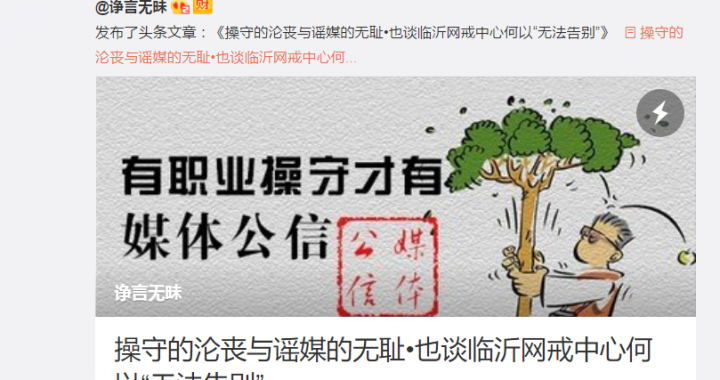 @诤言无昧
财
发布了头条文章：《操守的沦丧与谣媒的无耻•也谈临沂网戒中心何以“无法告别”》 操守的
沦丧与谣媒的无耻•也谈临沂网戒中心何...
有职业操守才有
媒体公信
公信
媒体
诤言无昧
操守的沦丧与谣媒的无耻•也谈临沂网戒中心何
以“无法告别”